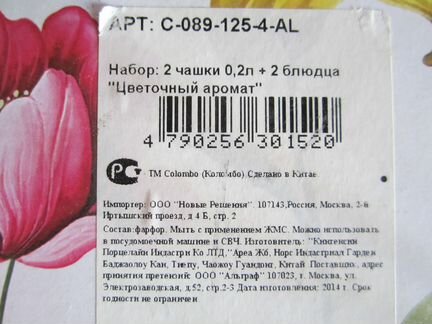 АРТ: С-089-125-4-AL
Набор: 2 чашки 0,2л + 2 блюдца
"Цветочный аромат"
4 790256 301520
РС ТМ Colombo (Коломбо) Сделано в Китае
Импортер: ООО "Новые Решения". 107143,Россия, Москва, 2-й
Иртышский проезд, д 4 Б, стр. 2
Состав:фарфор. Мыть с применением ЖМС. Можно использовать
в посудомоечной машине и СВЧ. Изготовитель: "Кингенсин
Порцелайн Индастри Ко ЛТД,"Ареа Жб, Норс Индастриал Гарден
Баджаолоу Кан, Тиепу, Чаожоу Гуандонг, Китай Поставщик, адрес
принятия претензий: ООО "Альграф" 107023, г. Москва, ул.
Электрозаводская, д.52, стр.2-3 Дата изготовления: 2014 г. Срок
годности не ограничен